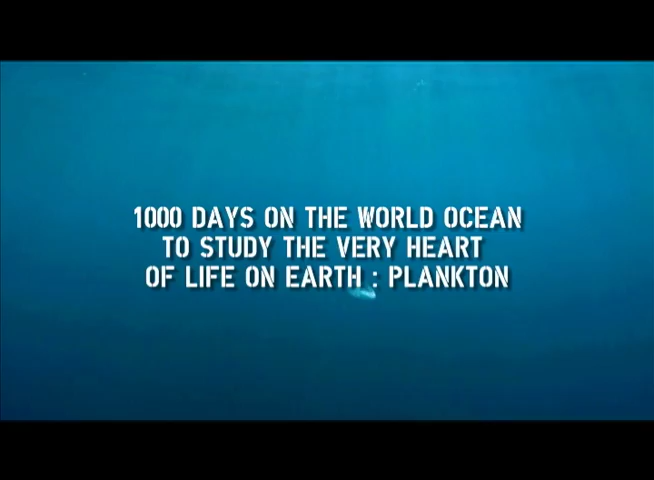 1000 DAYS ON THE WORLD OCEAN
TO STUDY THE VERY HEART
OF LIFE ON EARTH : PLANKTON